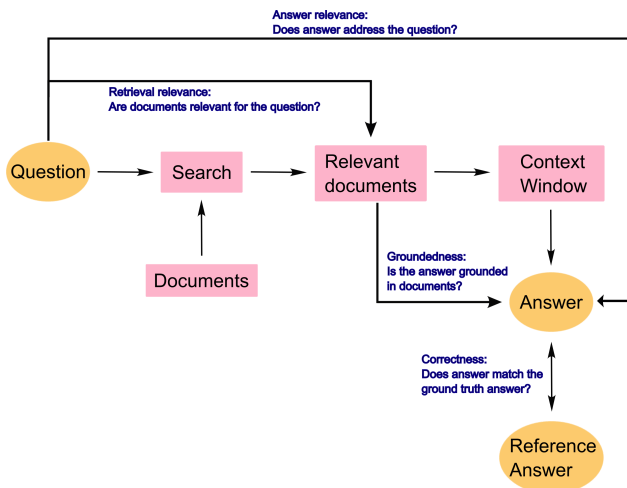 Answer relevance:
Does answer address the question?
Retrieval relevance:
Are documents relevant for the question?
Question
Search
Relevant
documents
Context
Window
Documents
Groundedness:
Is the answer grounded
in documents?
Answer
Correctness:
Does answer match the
ground truth answer?
Reference
Answer